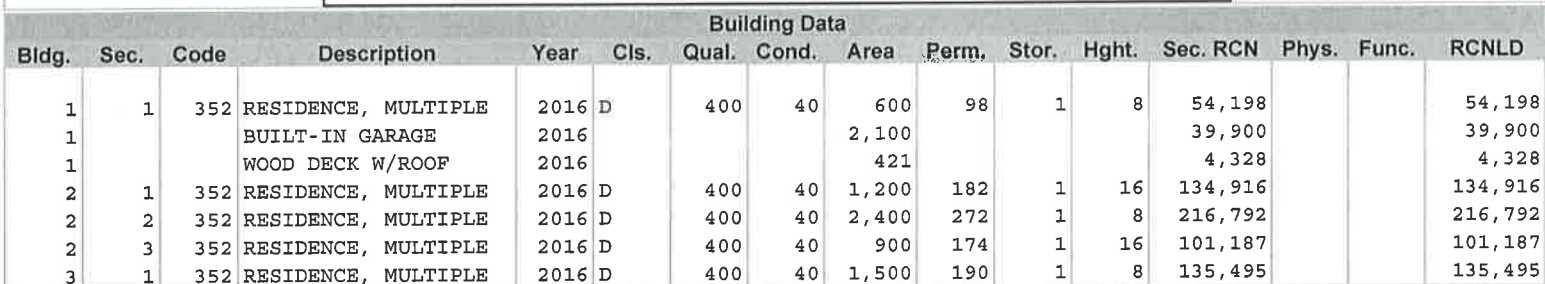 Building Data
Bldg. Sec. Code Description Year Cls. Qual. Cond. Area Perm. Stor. Hght. Sec. RCN Phys. Func. RCNLD
1 1 352 RESIDENCE, MULTIPLE 2016 D 400 40 600 98 1 8 54,198 54,198
1 BUILT-IN GARAGE 2016 2,100 39,900 39,900
1 WOOD DECK W/ROOF 2016 421 4,328 4,328
2 1 352 RESIDENCE, MULTIPLE 2016 D 400 40 1,200 182 1 16 134,916 134,916
2 2 352 RESIDENCE, MULTIPLE 2016 D 400 40 2,400 272 1 8 216,792 216,792
2 3 352 RESIDENCE, MULTIPLE 2016 D 400 40 900 174 1 16 101,187 101,187
3 1 352 RESIDENCE, MULTIPLE 2016 D 400 40 1,500 190 1 8 135,495 135,495